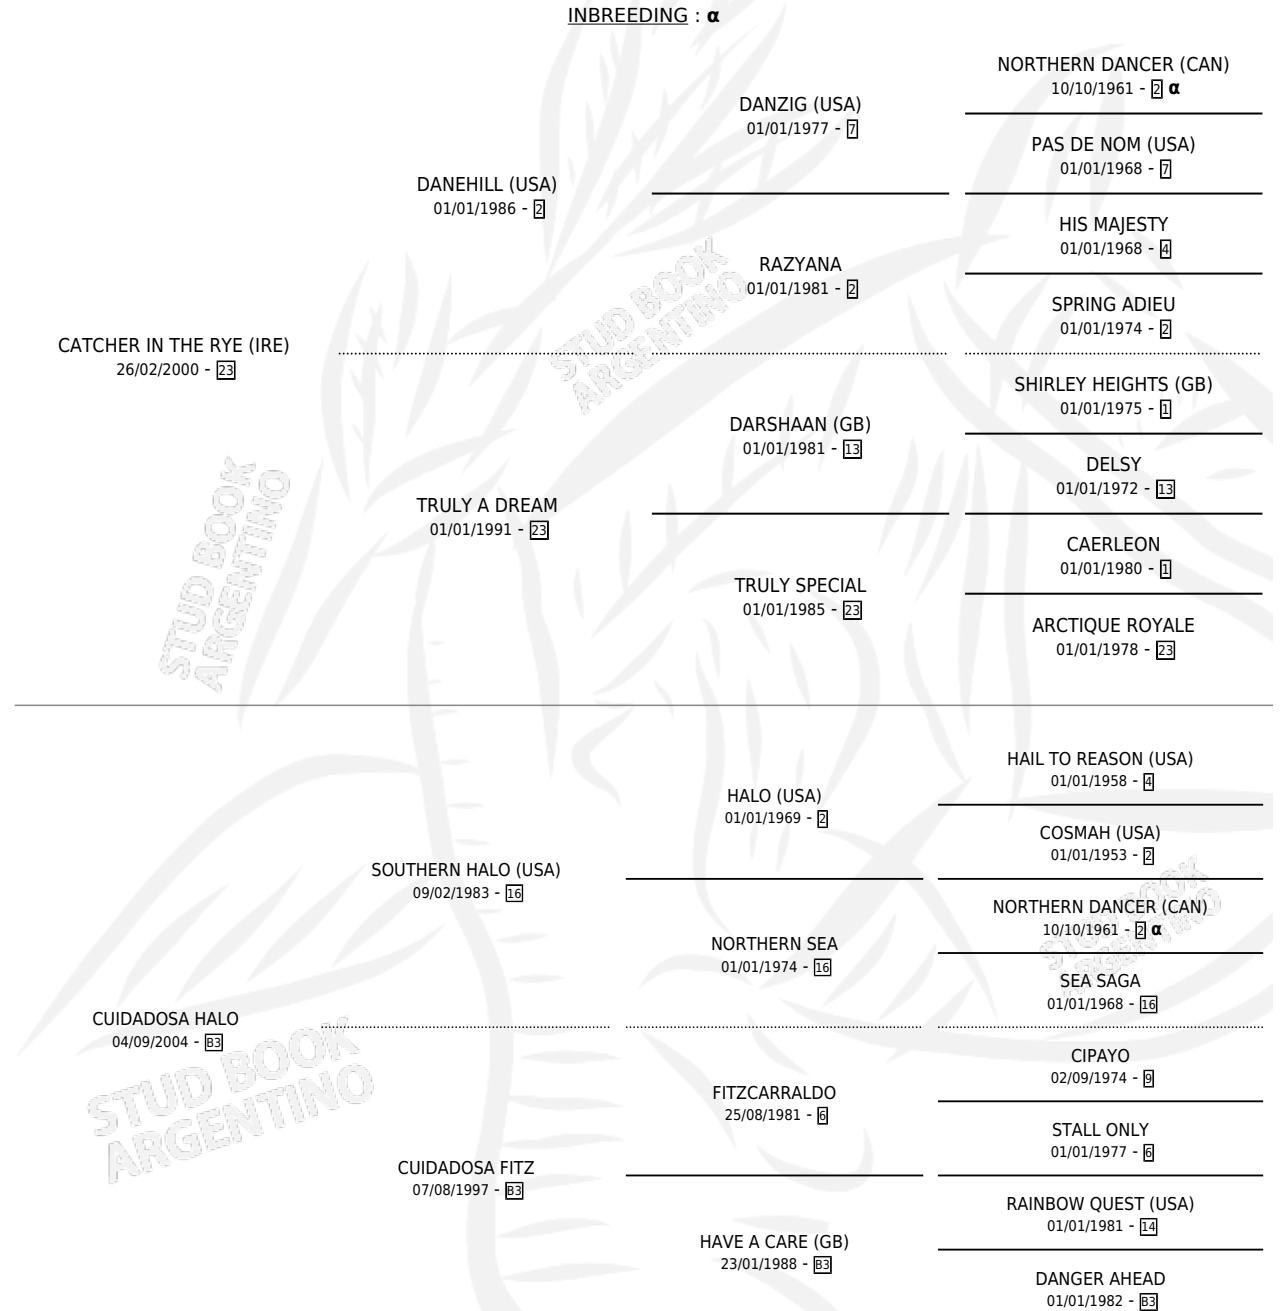 INBREEDING : α
NORTHERN DANCER (CAN)
10/10/1961 - 2 α
DANZIG (USA)
01/01/1977 - 7
PAS DE NOM (USA)
01/01/1968 - 7
DANEHILL (USA)
01/01/1986 - 2
HIS MAJESTY
01/01/1968 - 4
RAZYANA
01/01/1981 - 2
SPRING ADIEU
01/01/1974 - 2
CATCHER IN THE RYE (IRE)
26/02/2000 - 23
SHIRLEY HEIGHTS (GB)
01/01/1975 - 1
DARSHAAN (GB)
01/01/1981 - 13
DELSY
01/01/1972 - 13
TRULY A DREAM
01/01/1991 - 23
CAERLEON
01/01/1980 - 1
TRULY SPECIAL
01/01/1985 - 23
ARCTIQUE ROYALE
01/01/1978 - 23
HAIL TO REASON (USA)
01/01/1958 - 4
HALO (USA)
01/01/1969 - 2
COSMAH (USA)
01/01/1953 - 2
SOUTHERN HALO (USA)
09/02/1983 - 16
NORTHERN DANCER (CAN)
10/10/1961 - 2 α
NORTHERN SEA
01/01/1974 - 16
SEA SAGA
01/01/1968 - 16
CUIDADOSA HALO
04/09/2004 - B3
CIPAYO
02/09/1974 - 9
FITZCARRALDO
25/08/1981 - 6
STALL ONLY
01/01/1977 - 6
CUIDADOSA FITZ
07/08/1997 - B3
RAINBOW QUEST (USA)
01/01/1981 - 14
HAVE A CARE (GB)
23/01/1988 - B3
DANGER AHEAD
01/01/1982 - B3
STUD BOOK
ARGENTINO
STUD BOOK
ARGENTINO
STUD BOOK
ARGENTINO
STUD BOOK
ARGENTINO